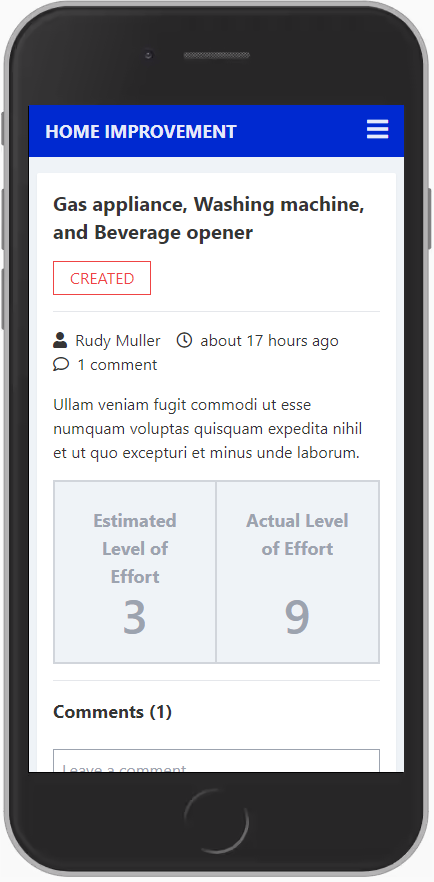 HOME IMPROVEMENT
Gas appliance, Washing machine,
and Beverage opener
CREATED
Rudy Muller about 17 hours ago
1 comment
Ullam veniam fugit commodi ut esse
numquam voluptas quisquam expedita nihil
et ut quo excepturi et minus unde laborum.
Estimated
Level of
Effort
3
Actual Level
of Effort
9
Comments (1)
Leave a comment